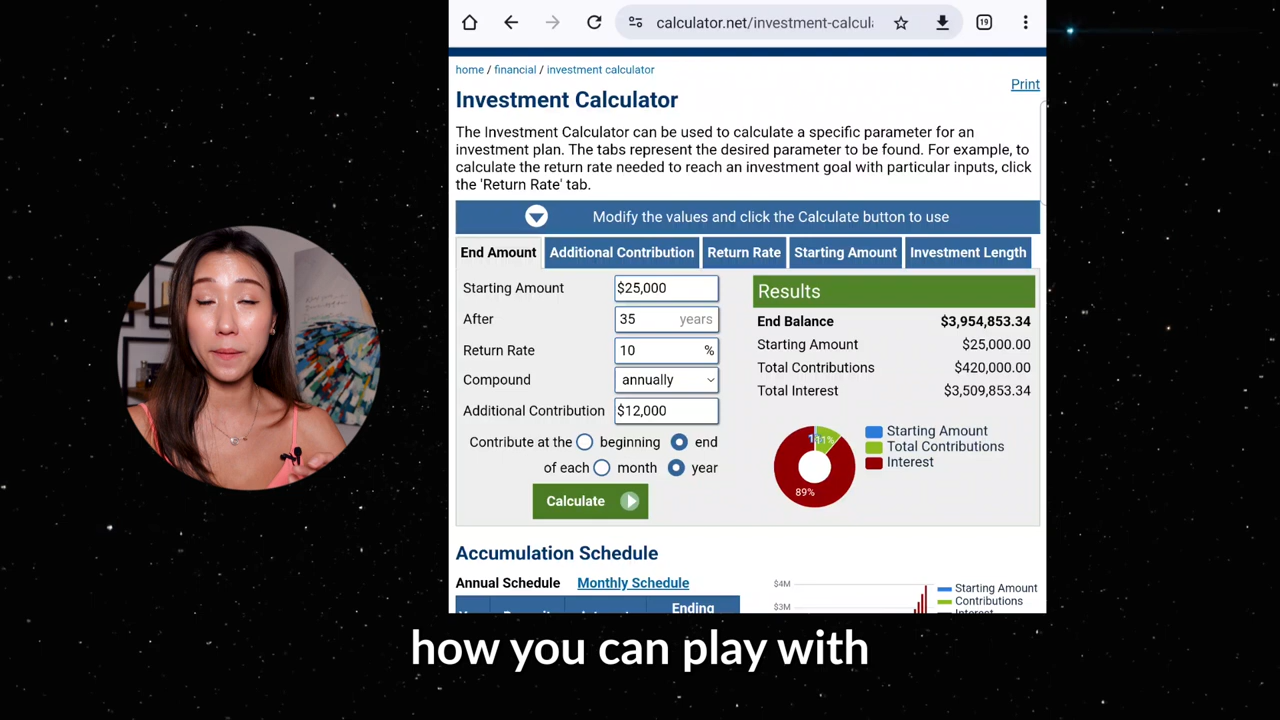 calculator.net/investment-calcul
19
home / financial / investment calculator
Print
Investment Calculator
The Investment Calculator can be used to calculate a specific parameter for an
investment plan. The tabs represent the desired parameter to be found. For example, to
calculate the return rate needed to reach an investment goal with particular inputs, click
the 'Return Rate' tab.
Modify the values and click the Calculate button to use
End Amount Additional Contribution Return Rate Starting Amount Investment Length
Starting Amount $25,000
After 35 years
Return Rate 10 %
Compound annually
Additional Contribution $12,000
Contribute at the beginning end
of each month year
Calculate
Results
End Balance $3,954,853.34
Starting Amount $25,000.00
Total Contributions $420,000.00
Total Interest $3,509,853.34
11%
89%
Starting Amount
Total Contributions
Interest
Accumulation Schedule
Annual Schedule Monthly Schedule
Ending
$4M
$3M
Starting Amount
Contributions
how you can play with